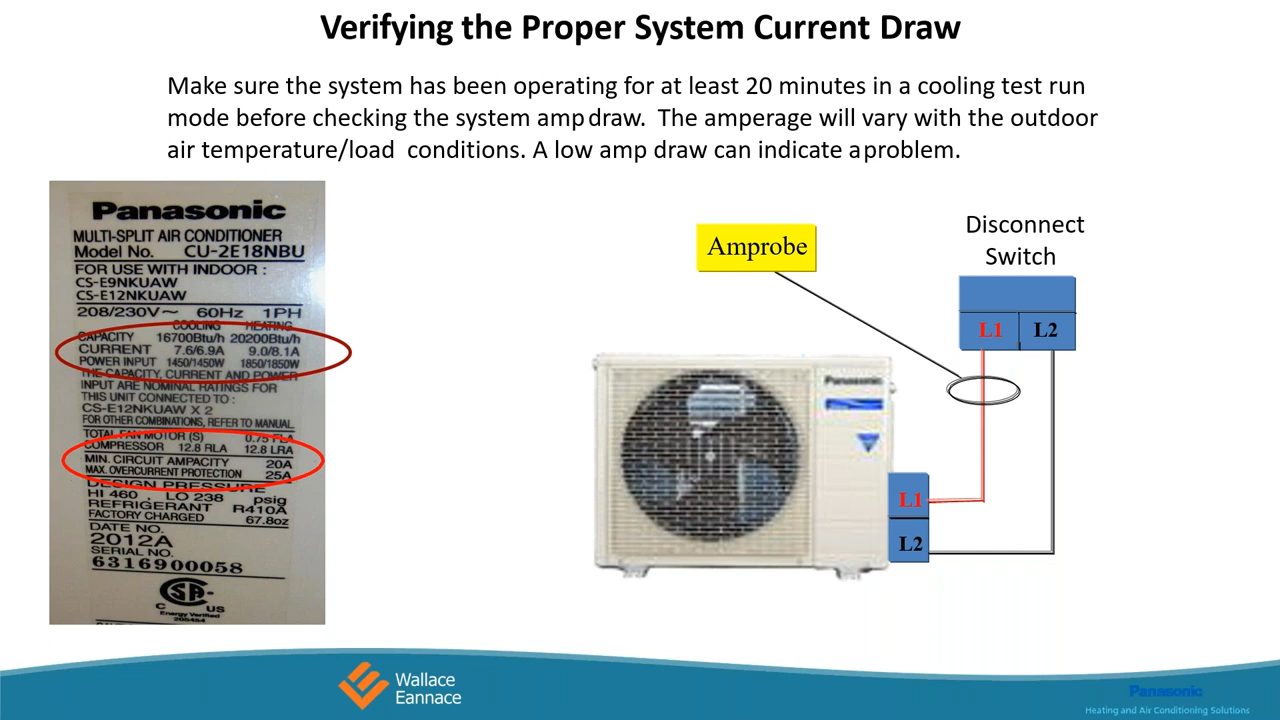 Verifying the Proper System Current Draw
Make sure the system has been operating for at least 20 minutes in a cooling test run
mode before checking the system amp draw. The amperage will vary with the outdoor
air temperature/load conditions. A low amp draw can indicate a problem.
Panasonic
MULTI-SPLIT AIR CONDITIONER
Model No. CU-2E18NBU
FOR USE WITH INDOOR :
CS-E9NKUAW
CS-E12NKUAW
208/230V~ 60Hz 1PH
COOLING HEATING
CAPACITY 16700Btu/h 20200Btu/h
CURRENT 7.6/6.9A 9.0/8.1A
POWER INPUT 1450/1450W 1850/1850W
THE CAPACITY, CURRENT AND POWER
INPUT ARE NOMINAL RATINGS FOR
THIS UNIT CONNECTED TO :
CS-E12NKUAW X 2
FOR OTHER COMBINATIONS, REFER TO MANUAL
TOTAL FAN MOTOR (S) 0.75 FLA
COMPRESSOR 12.8 RLA 12.8 LRA
MIN. CIRCUIT AMPACITY 20A
MAX. OVERCURRENT PROTECTION 25A
DESIGN PRESSURE
HI 460 , LO 238 psig
REFRIGERANT R410A
FACTORY CHARGED 67.8oz
DATE NO.
2012A
SERIAL NO.
6316900058
C US
Energy Verified
Amprobe
Disconnect
Switch
L1 L2
Panasonic
L1
L2
Wallace
Eannace
Panasonic
Heating and Air Conditioning Solutions